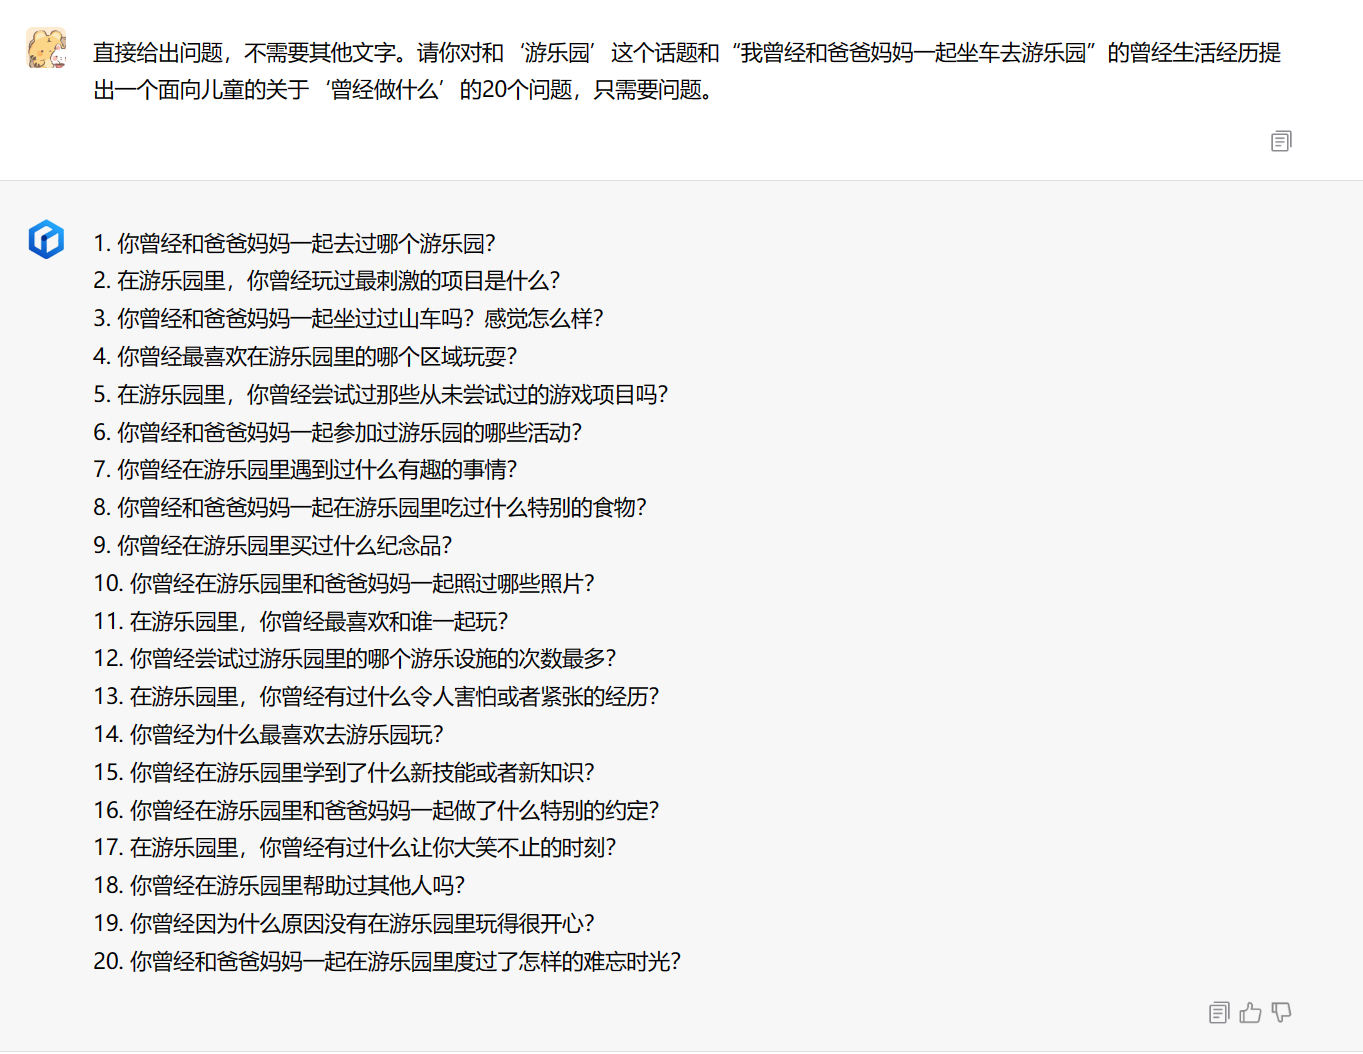 直接给出问题，不需要其他文字。请你对和‘游乐园’这个话题和“我曾经和爸爸妈妈一起坐车去游乐园”的曾经生活经历提
出一个面向儿童的关于‘曾经做什么’的20个问题，只需要问题。
1. 你曾经和爸爸妈妈一起去过哪个游乐园？
2. 在游乐园里，你曾经玩过最刺激的项目是什么？
3. 你曾经和爸爸妈妈一起坐过过山车吗？感觉怎么样？
4. 你曾经最喜欢在游乐园里的哪个区域玩耍？
5. 在游乐园里，你曾经尝试过那些从未尝试过的游戏项目吗？
6. 你曾经和爸爸妈妈一起参加过游乐园的哪些活动？
7. 你曾经在游乐园里遇到过什么有趣的事情？
8. 你曾经和爸爸妈妈一起在游乐园里吃过什么特别的食物？
9. 你曾经在游乐园里买过什么纪念品？
10. 你曾经在游乐园里和爸爸妈妈一起照过哪些照片？
11. 在游乐园里，你曾经最喜欢和谁一起玩？
12. 你曾经尝试过游乐园里的哪个游乐设施的次数最多？
13. 在游乐园里，你曾经有过什么令人害怕或者紧张的经历？
14. 你曾经为什么最喜欢去游乐园玩？
15. 你曾经在游乐园里学到了什么新技能或者新知识？
16. 你曾经在游乐园里和爸爸妈妈一起做了什么特别的约定？
17. 在游乐园里，你曾经有过什么让你大笑不止的时刻？
18. 你曾经在游乐园里帮助过其他人吗？
19. 你曾经因为什么原因没有在游乐园里玩得很开心？
20. 你曾经和爸爸妈妈一起在游乐园里度过了怎样的难忘时光？